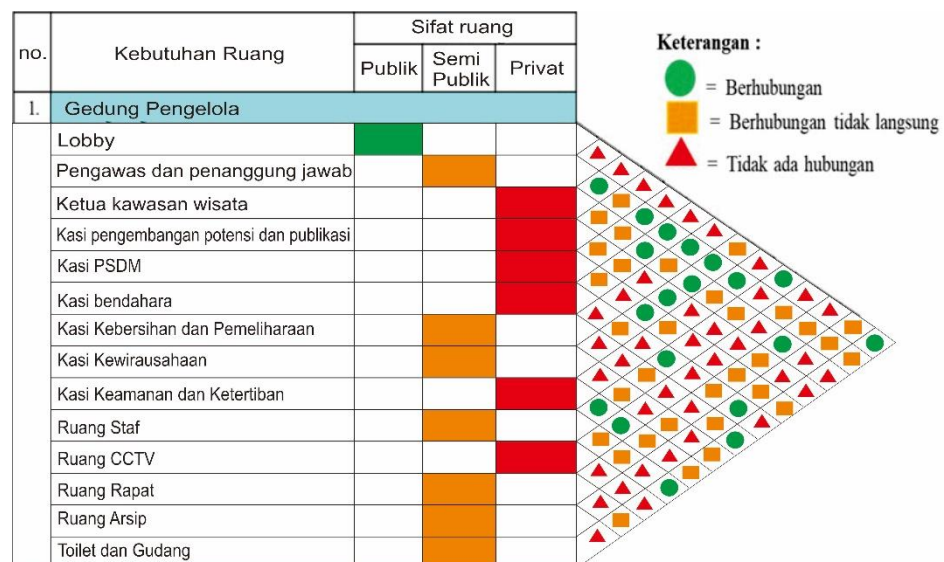 no.
Kebutuhan Ruang
Sifat ruang
Publik
Semi
Publik
Privat
1.
Gedung Pengelola
Lobby
Pengawas dan penanggung jawab
Ketua kawasan wisata
Kasi pengembangan potensi dan publikasi
Kasi PSDM
Kasi bendahara
Kasi Kebersihan dan Pemeliharaan
Kasi Kewirausahaan
Kasi Keamanan dan Ketertiban
Ruang Staf
Ruang CCTV
Ruang Rapat
Ruang Arsip
Toilet dan Gudang
Keterangan :
= Berhubungan
= Berhubungan tidak langsung
= Tidak ada hubungan